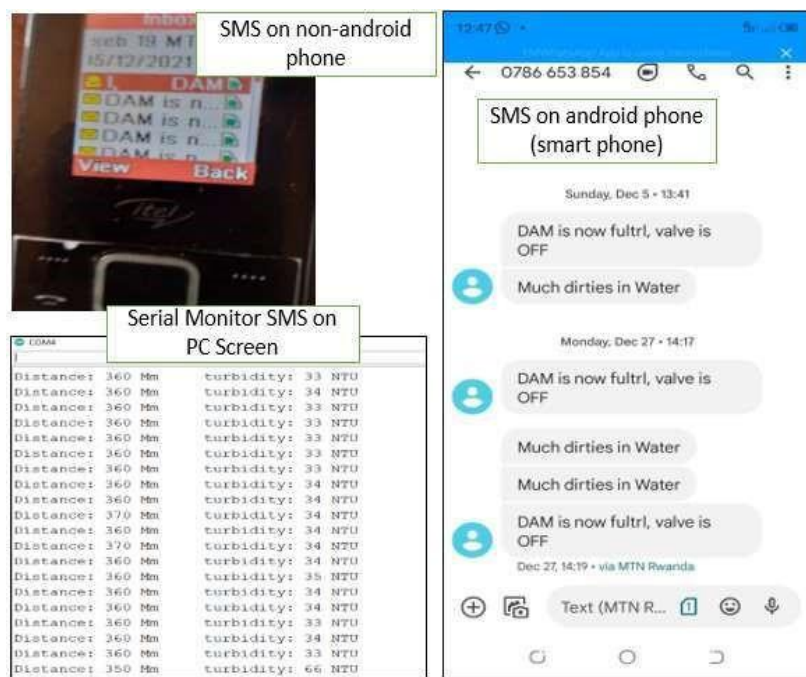 Inbox
seb 19 MT
15/12/2021
DAM
DAM is n...
DAM is n...
DAM is n...
DAM is n...
View Back
itel
SMS on non-android
phone
Serial Monitor SMS on
PC Screen
COM4
Distance: 360 Mm turbidity: 33 NTU
Distance: 360 Mm turbidity: 34 NTU
Distance: 360 Mm turbidity: 33 NTU
Distance: 360 Mm turbidity: 33 NTU
Distance: 360 Mm turbidity: 33 NTU
Distance: 360 Mm turbidity: 33 NTU
Distance: 360 Mm turbidity: 33 NTU
Distance: 360 Mm turbidity: 34 NTU
Distance: 360 Mm turbidity: 34 NTU
Distance: 370 Mm turbidity: 34 NTU
Distance: 360 Mm turbidity: 34 NTU
Distance: 370 Mm turbidity: 34 NTU
Distance: 360 Mm turbidity: 34 NTU
Distance: 360 Mm turbidity: 35 NTU
Distance: 360 Mm turbidity: 34 NTU
Distance: 360 Mm turbidity: 34 NTU
Distance: 360 Mm turbidity: 33 NTU
Distance: 360 Mm turbidity: 34 NTU
Distance: 360 Mm turbidity: 33 NTU
Distance: 350 Mm turbidity: 66 NTU
12:47
0786 653 854
SMS on android phone
(smart phone)
Sunday, Dec 5 • 13:41
DAM is now fultrl, valve is
OFF
Much dirties in Water
Monday, Dec 27 • 14:17
DAM is now fultrl, valve is
OFF
Much dirties in Water
Much dirties in Water
DAM is now fultrl, valve is
OFF
Dec 27, 14:19 • via MTN Rwanda
Text (MTN R... 1